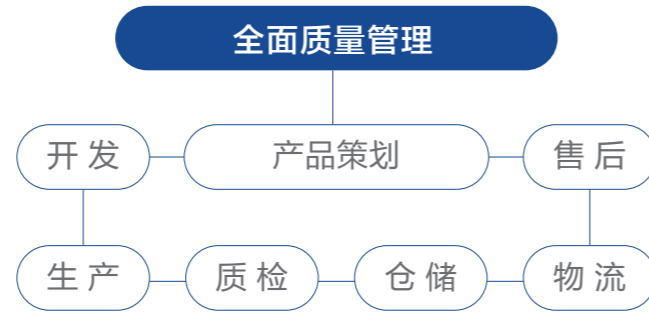 全面质量管理
开发 产品策划 售后
生产 质检 仓储 物流